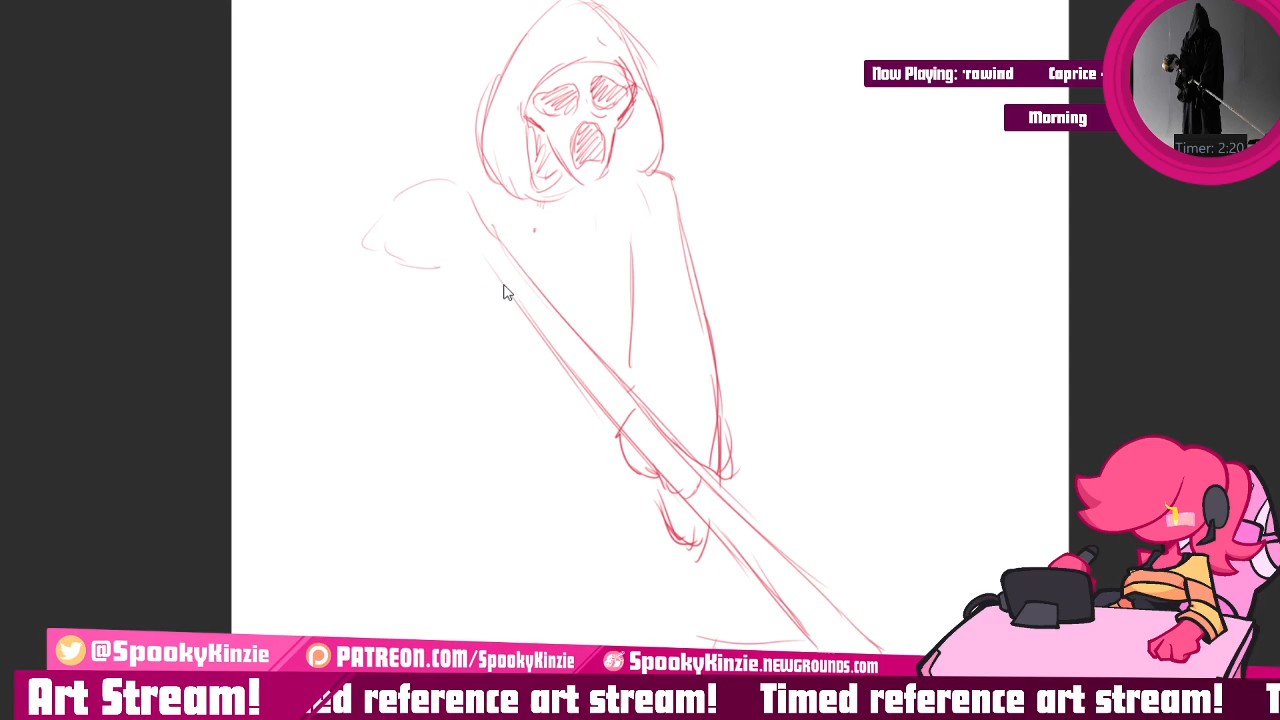 Now Playing: rowind Caprice -
Morning
Timer: 2:20
@SpookyKinzie
PATREON.COM/SpookyKinzie
SpookyKinzie.NEWGROUNDS.com
Art Stream!
ed reference art stream! Timed reference art stream! T